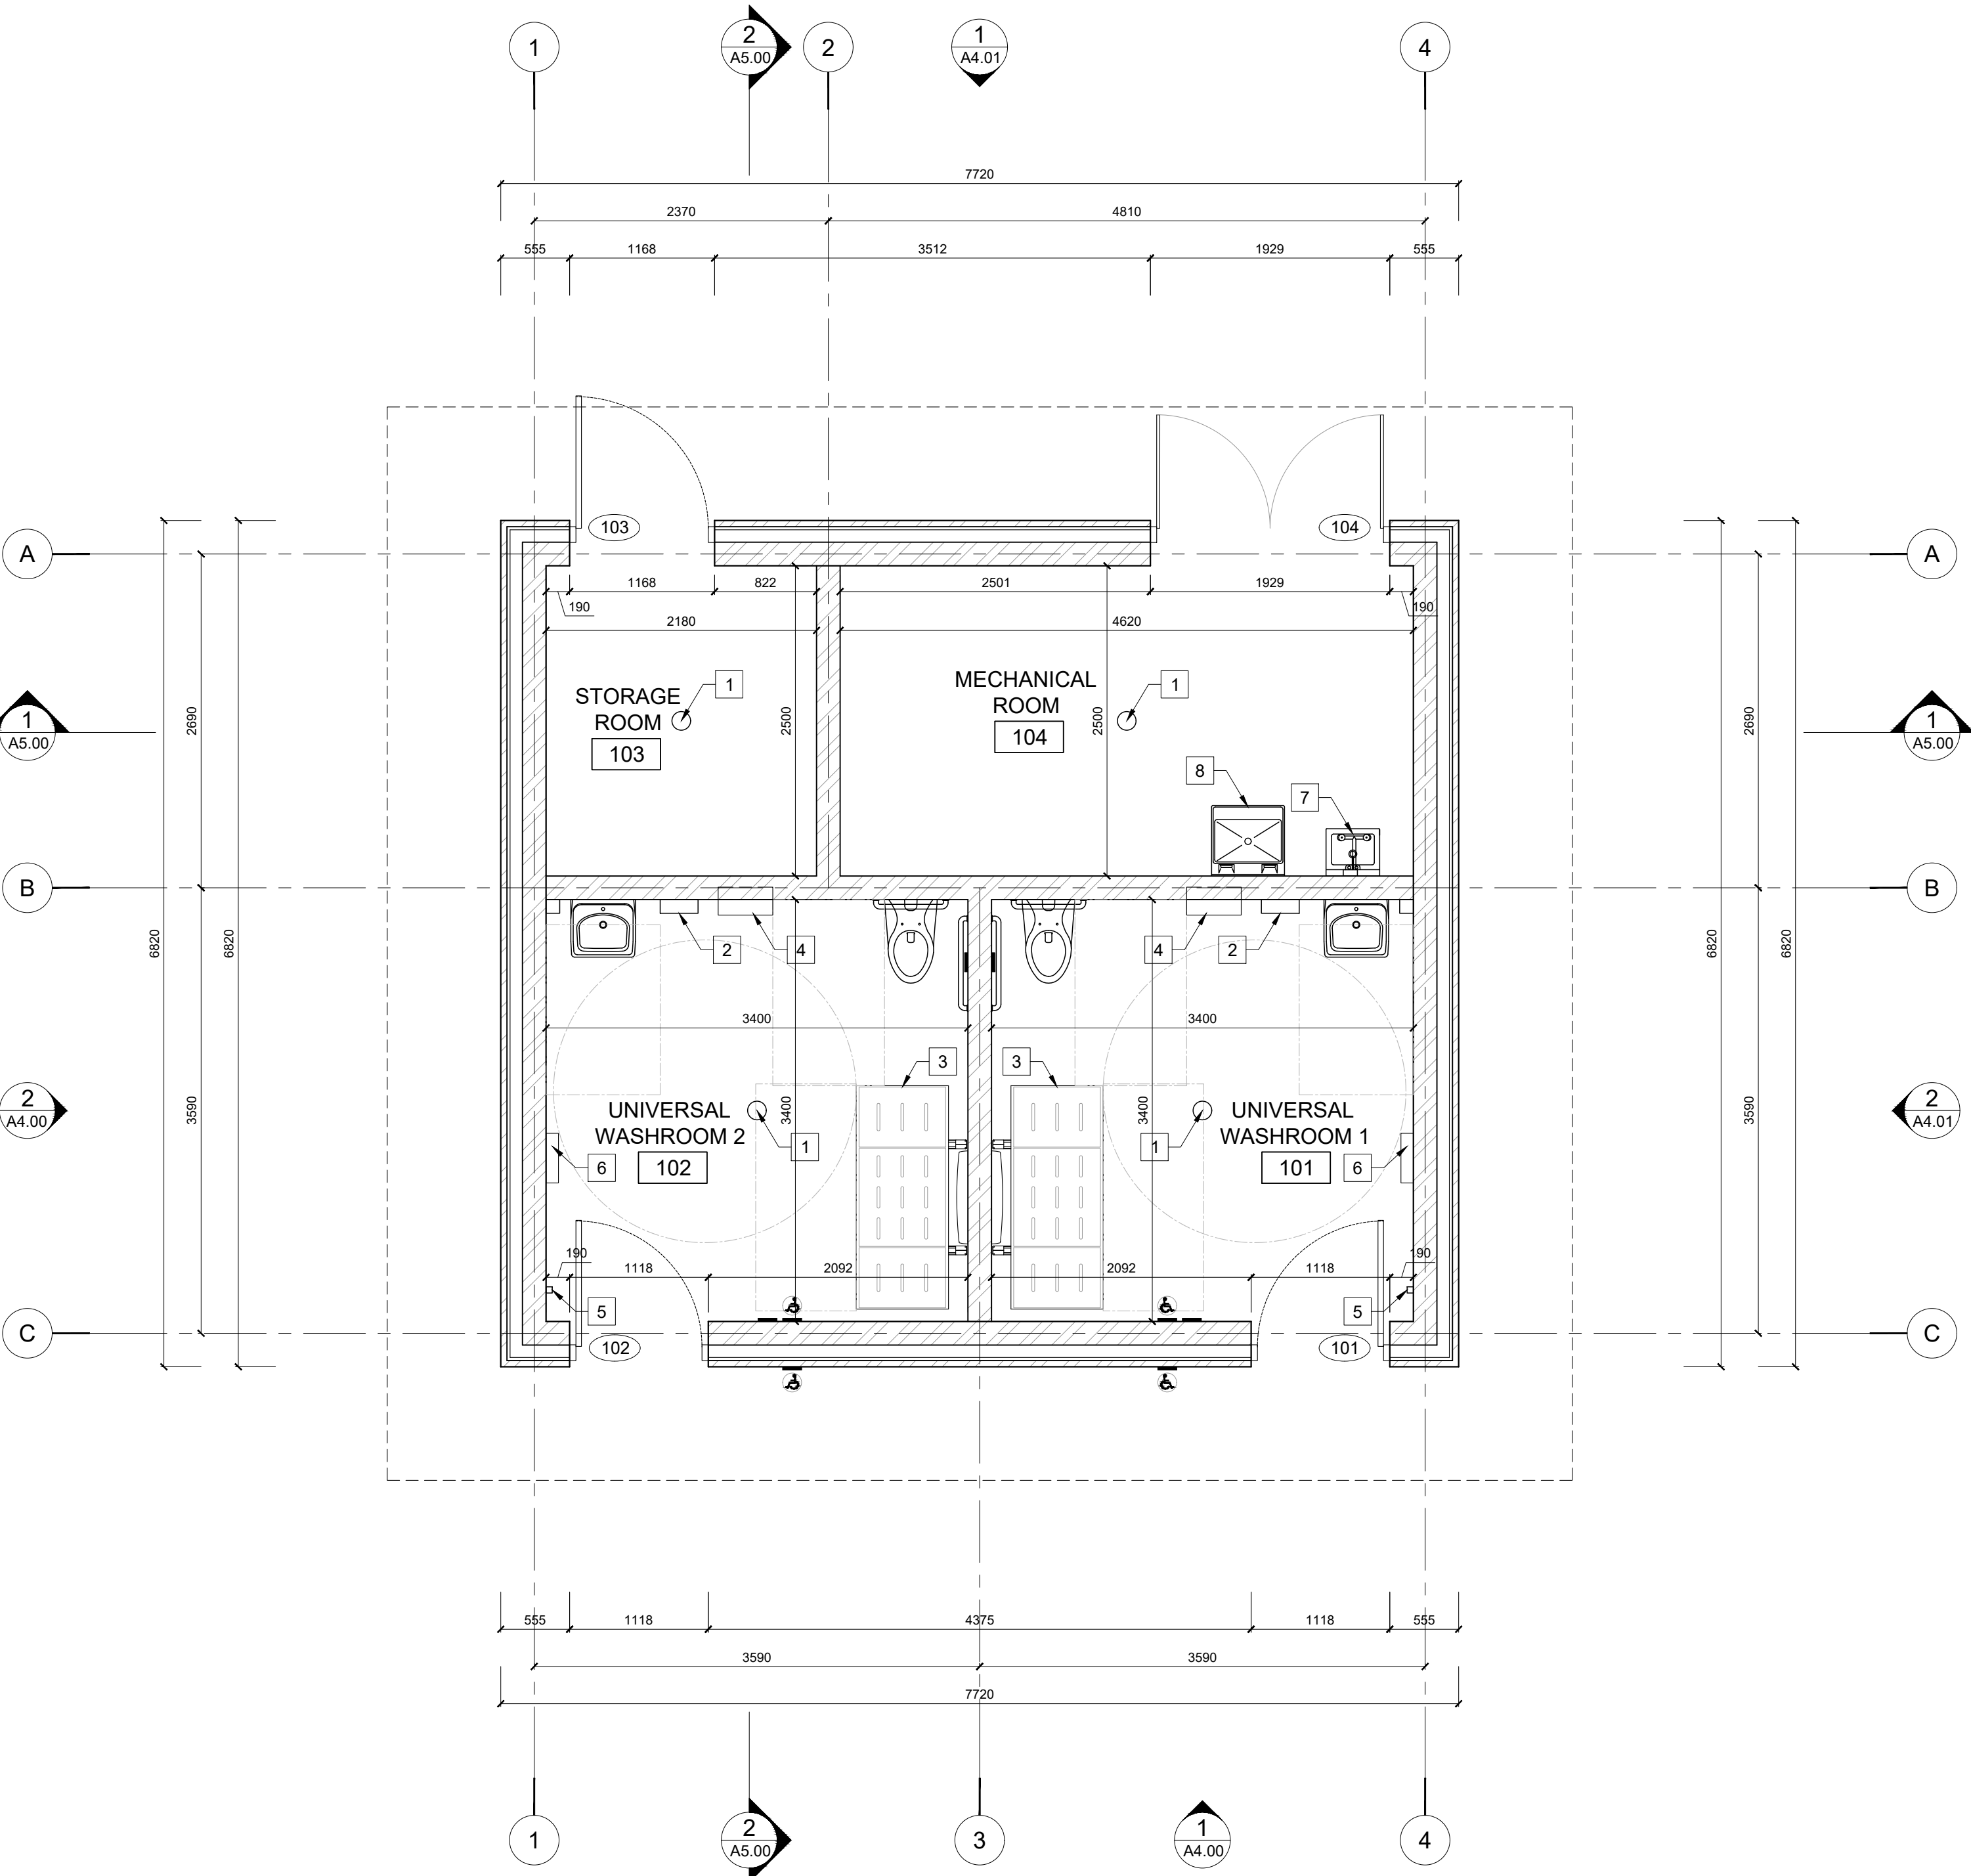 1
2
A5.00
2
1
A4.01
4
7720
2370 4810
555 1168 3512 1929 555
103 104
A A
1168 822 2501 1929
190 190
2180 4620
STORAGE
ROOM
103
1
MECHANICAL
ROOM
104
1
2500 2500
1
A5.00
1
A5.00
2690 2690
8
7
B B
6820 6820 6820 6820
2 4 4 2
3400 3400
3 3
2
A4.00
2
A4.01
3590 3590
UNIVERSAL
WASHROOM 2
102
1
3400 3400
UNIVERSAL
WASHROOM 1
101
1
6 6
190 190
1118 2092 2092 1118
5 5
C C
102 101
555 1118 4375 1118 555
3590 3590
7720
1
2
A5.00
3
1
A4.00
4